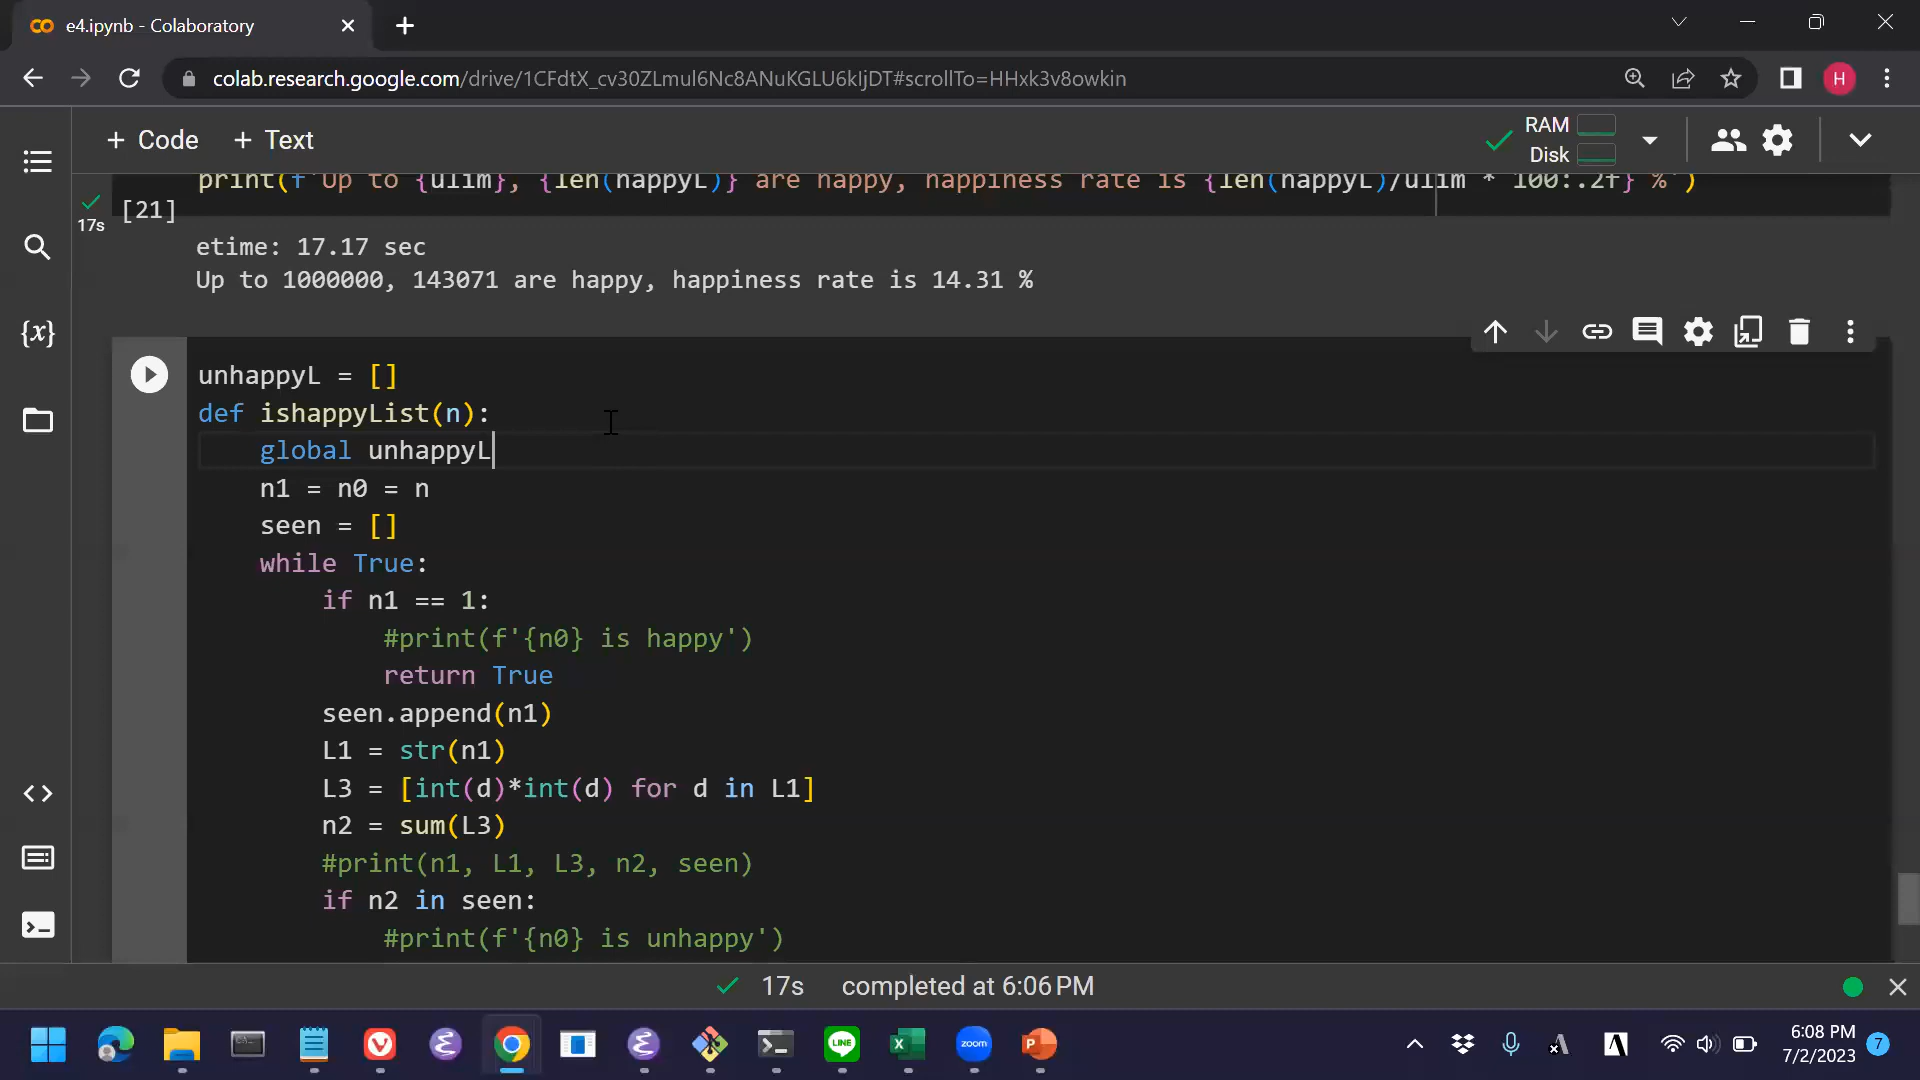 e4.ipynb - Colaboratory
colab.research.google.com/drive/1CFdtX_cv30ZLmul6Nc8ANuKGLU6kIjDT#scrollTo=HHxk3v8owkin
H
+ Code + Text
RAM
Disk
print(f'Up to {ulim}, {len(happyL)} are happy, happiness rate is {len(happyL)/ulim * 100:.2f} %')
17s
[21]
etime: 17.17 sec
Up to 1000000, 143071 are happy, happiness rate is 14.31 %
{x}
unhappyL = []
def ishappyList(n):
global unhappyL
n1 = n0 = n
seen = []
while True:
if n1 == 1:
#print(f'{n0} is happy')
return True
seen.append(n1)
L1 = str(n1)
L3 = [int(d)*int(d) for d in L1]
n2 = sum(L3)
#print(n1, L1, L3, n2, seen)
if n2 in seen:
#print(f'{n0} is unhappy')
17s completed at 6:06 PM
LINE
zoom
A
6:08 PM
7/2/2023
7